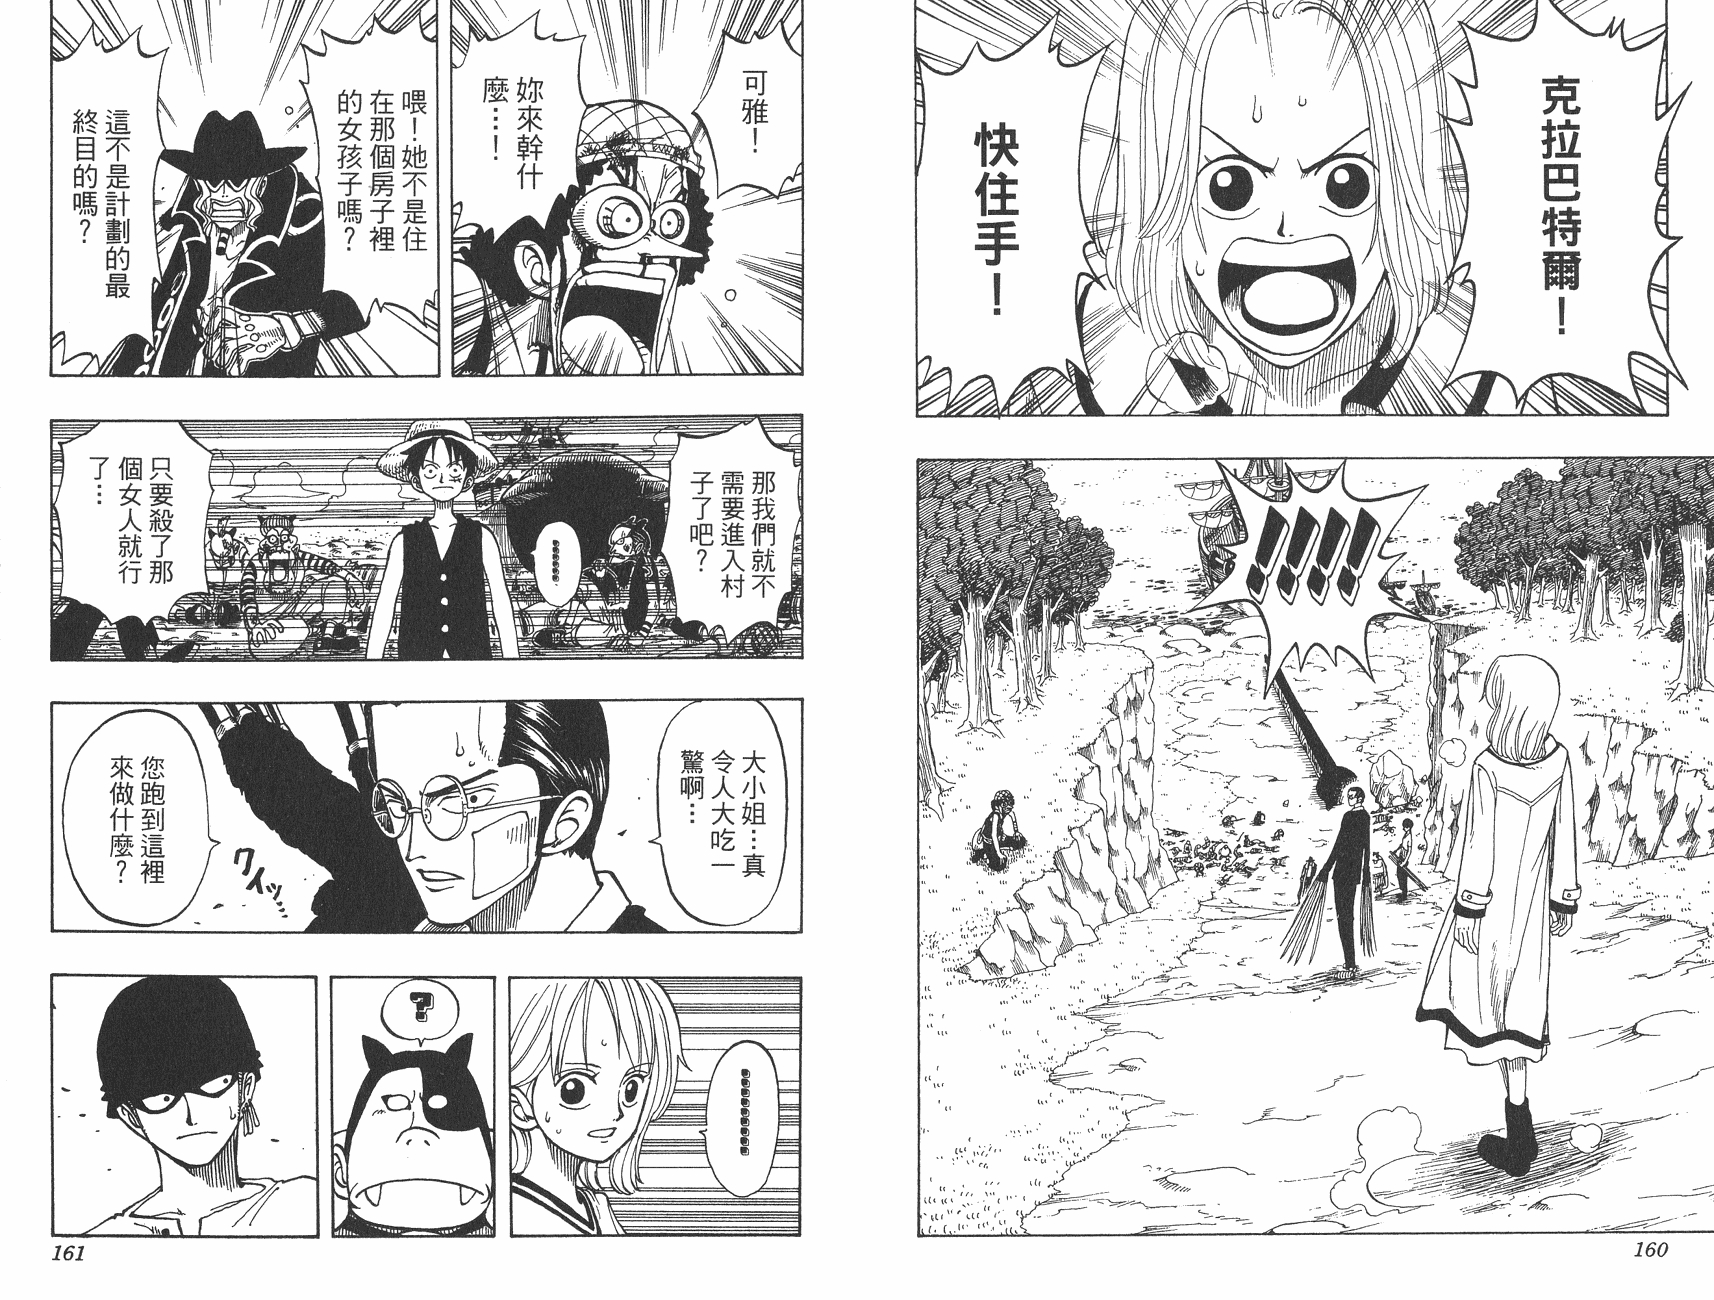 克拉巴特爾！
快住手！
!!!!
160
可雅！
妳來幹什
麼…！
喂！她不是住
在那個房子裡
的女孩子嗎？
這不是計劃的最
終目的嗎？
那我們就不
需要進入村
子了吧？
……
只要殺了那
個女人就行
了…
大小姐…真
令人大吃一
驚啊…
您跑到這裡
來做什麼？
クイッ…
………
?
161